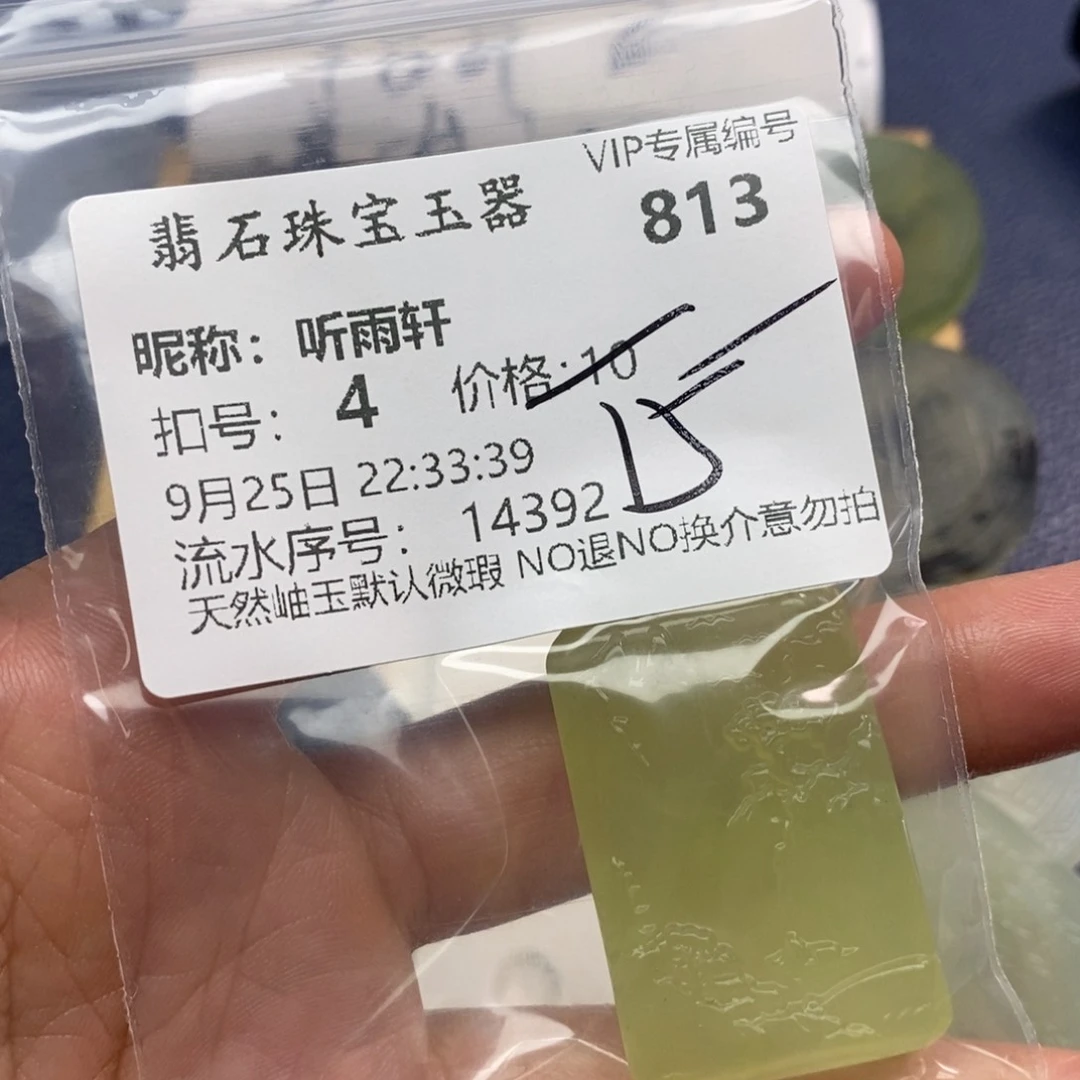 VIP专属编号
翡石珠宝玉器 813
昵称：听雨轩
扣号： 4 价格：10
15
9月25日 22:33:39
流水序号： 14392
天然岫玉默认微瑕 NO退NO换介意勿拍